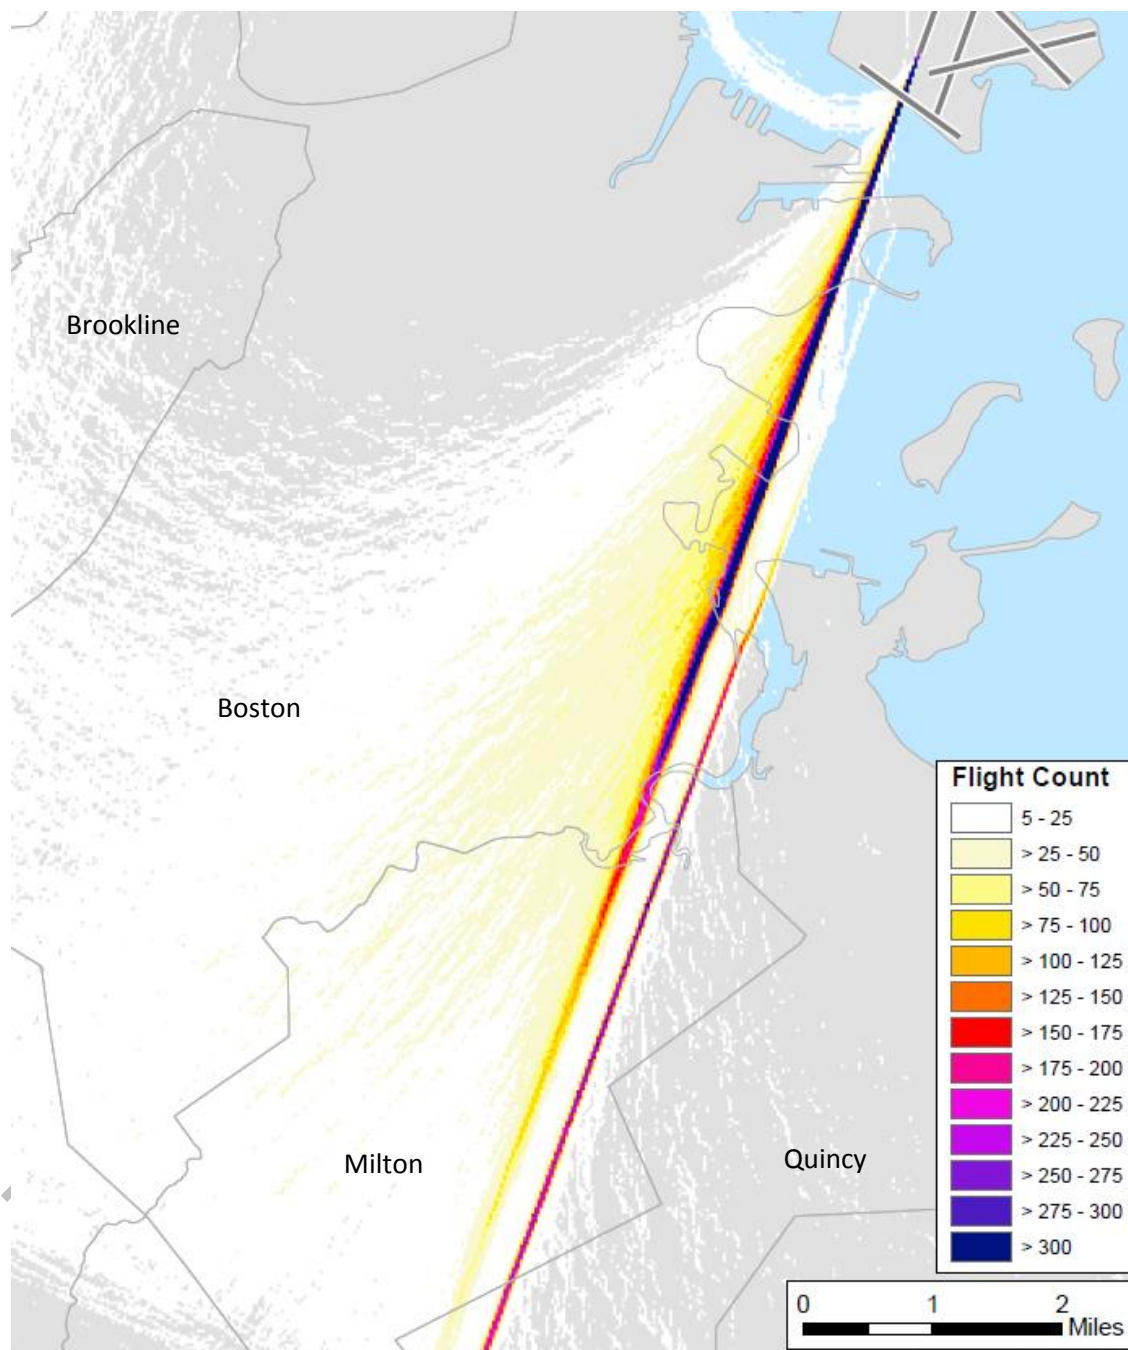 Brookline
Boston
Flight Count
5 - 25
> 25 - 50
> 50 - 75
> 75 - 100
> 100 - 125
> 125 - 150
> 150 - 175
> 175 - 200
> 200 - 225
> 225 - 250
> 250 - 275
> 275 - 300
> 300
Milton
Quincy
0 1 2
Miles